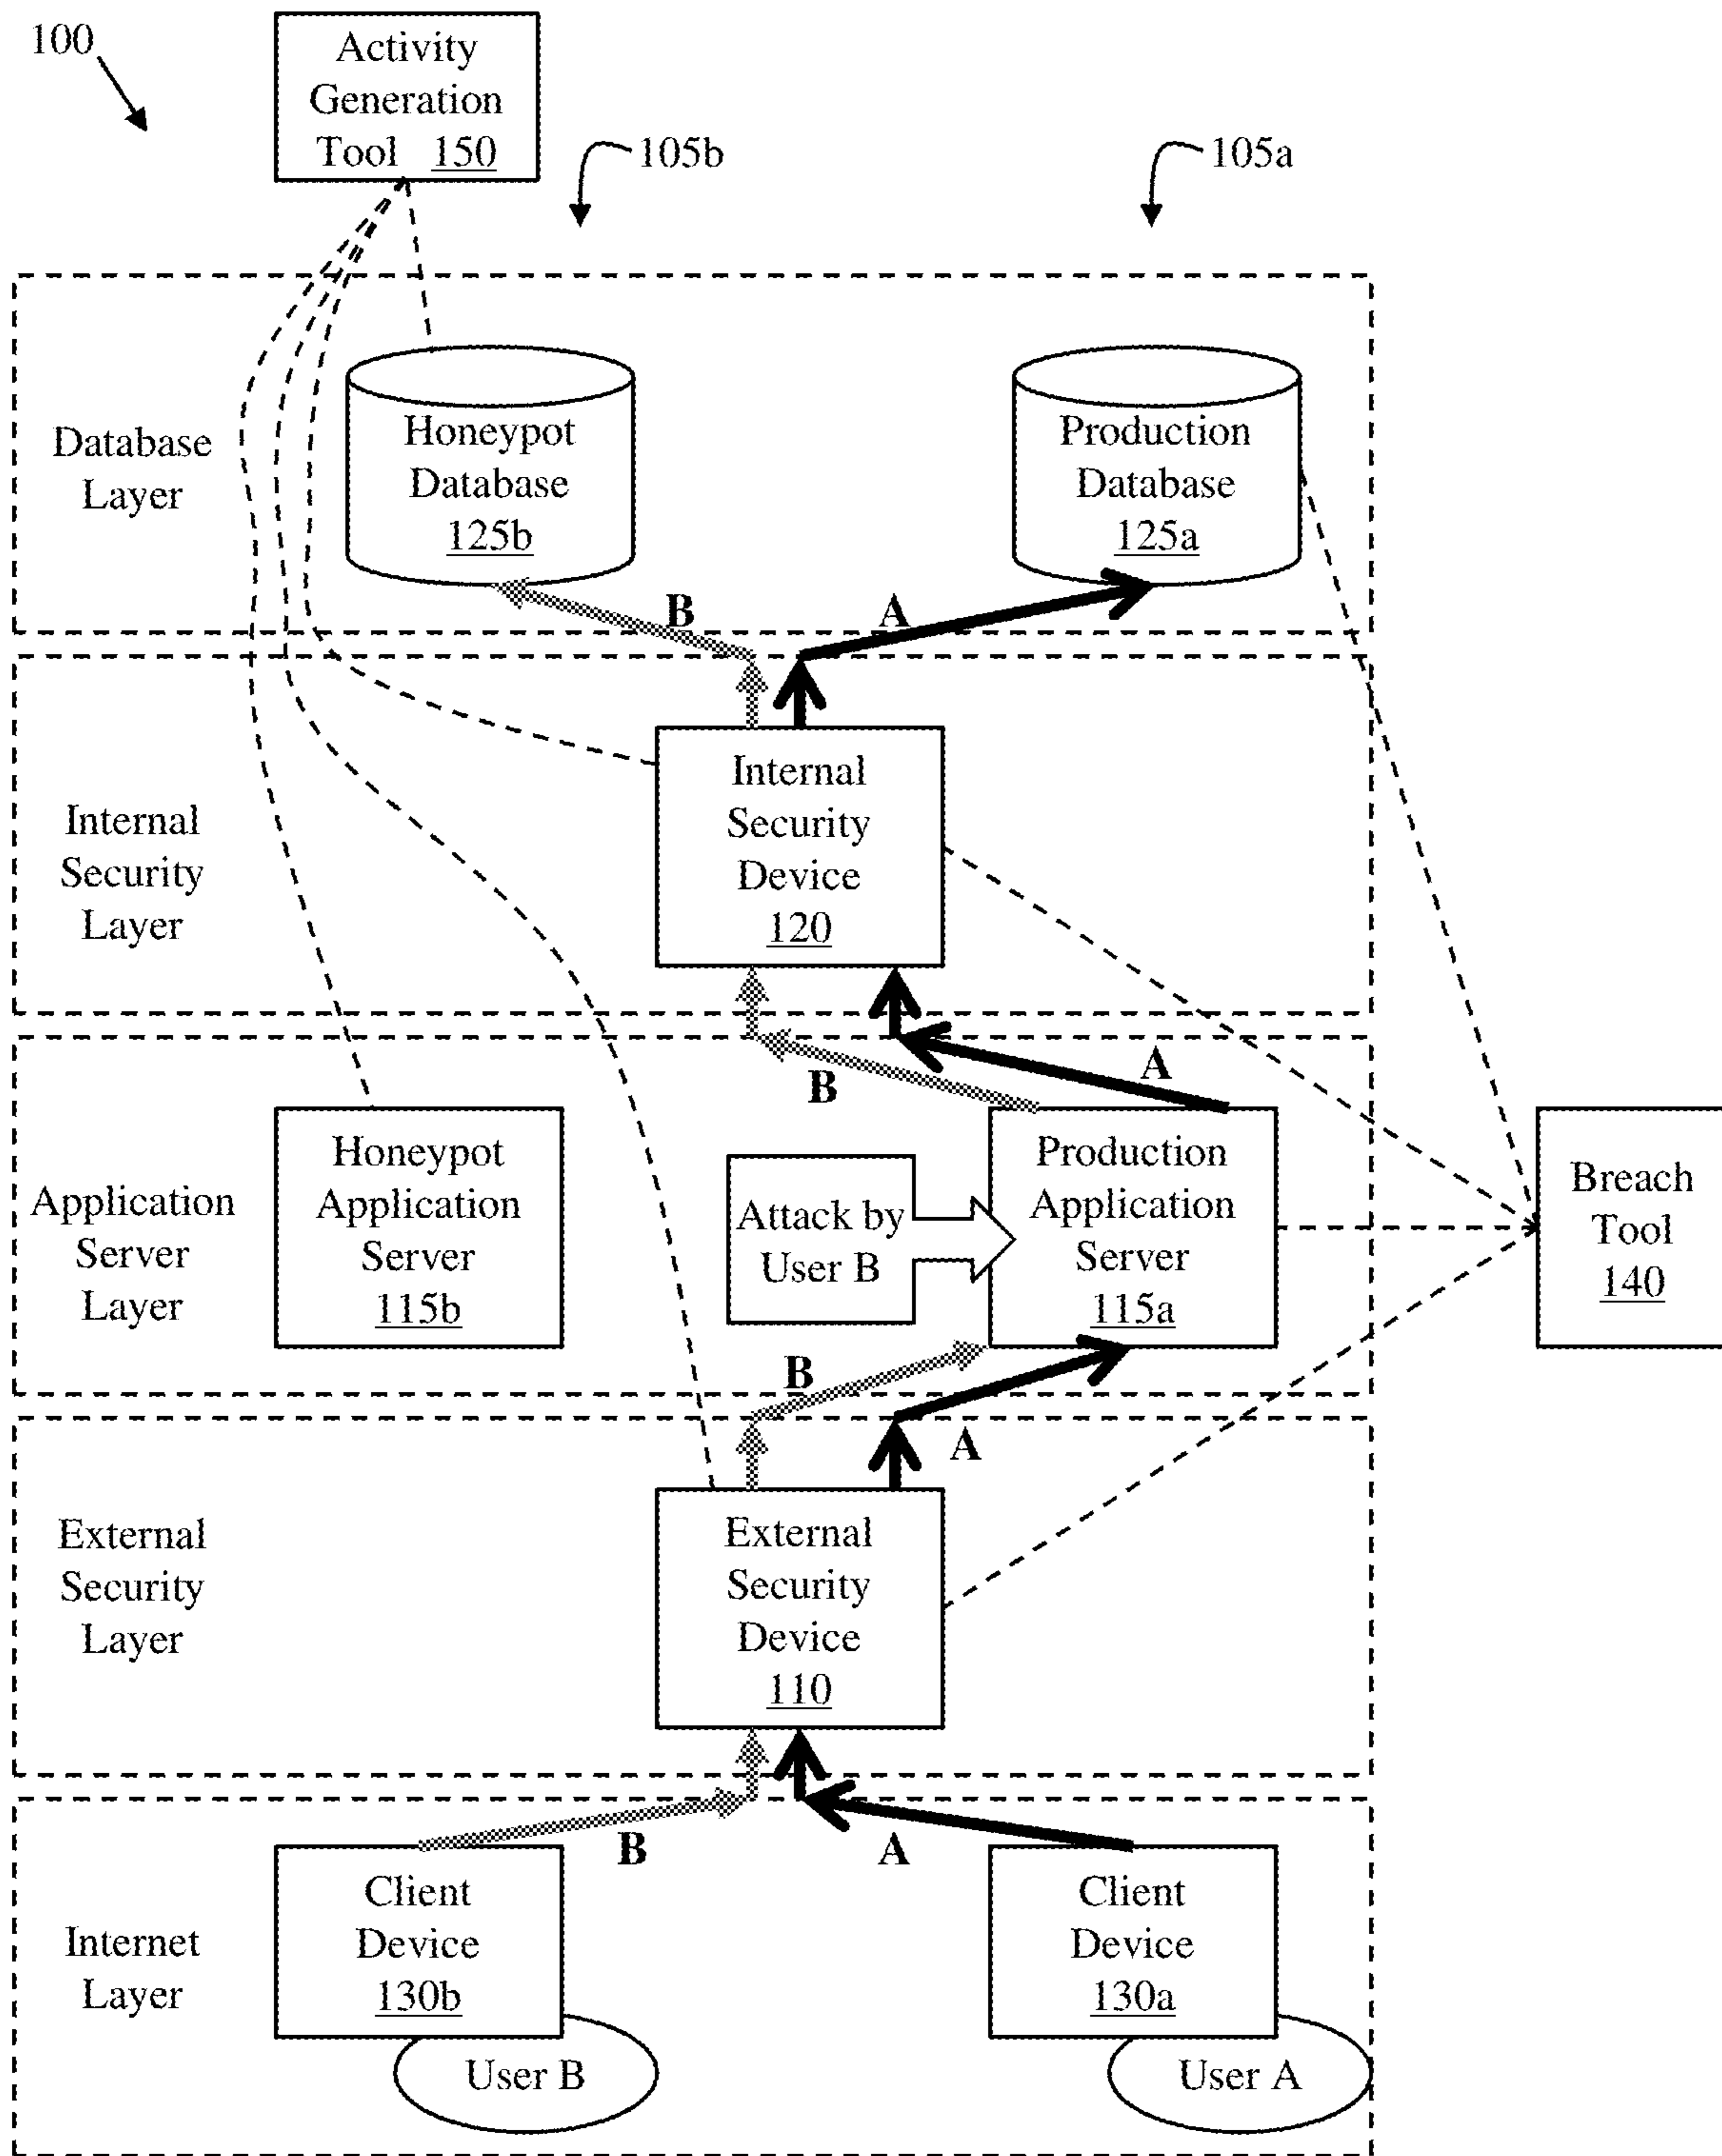 100
Activity
Generation
Tool 150
105b
105a
Database
Layer
Honeypot
Database
125b
Production
Database
125a
B
A
Internal
Security
Layer
Internal
Security
Device
120
B
A
Application
Server
Layer
Honeypot
Application
Server
115b
Attack by
User B
Production
Application
Server
115a
Breach
Tool
140
B
A
External
Security
Layer
External
Security
Device
110
B
A
Internet
Layer
Client
Device
130b
User B
Client
Device
130a
User A